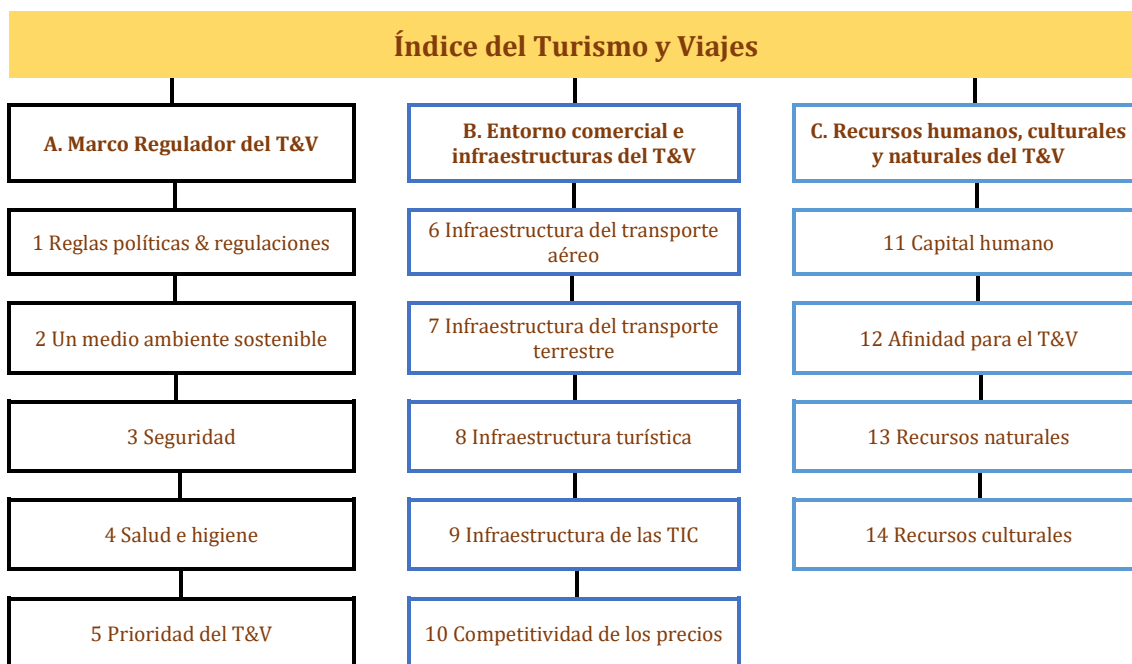 Índice del Turismo y Viajes
A. Marco Regulador del T&V
1 Reglas políticas & regulaciones
2 Un medio ambiente sostenible
3 Seguridad
4 Salud e higiene
5 Prioridad del T&V
B. Entorno comercial e
infraestructuras del T&V
6 Infraestructura del transporte
aéreo
7 Infraestructura del transporte
terrestre
8 Infraestructura turística
9 Infraestructura de las TIC
10 Competitividad de los precios
C. Recursos humanos, culturales
y naturales del T&V
11 Capital humano
12 Afinidad para el T&V
13 Recursos naturales
14 Recursos culturales